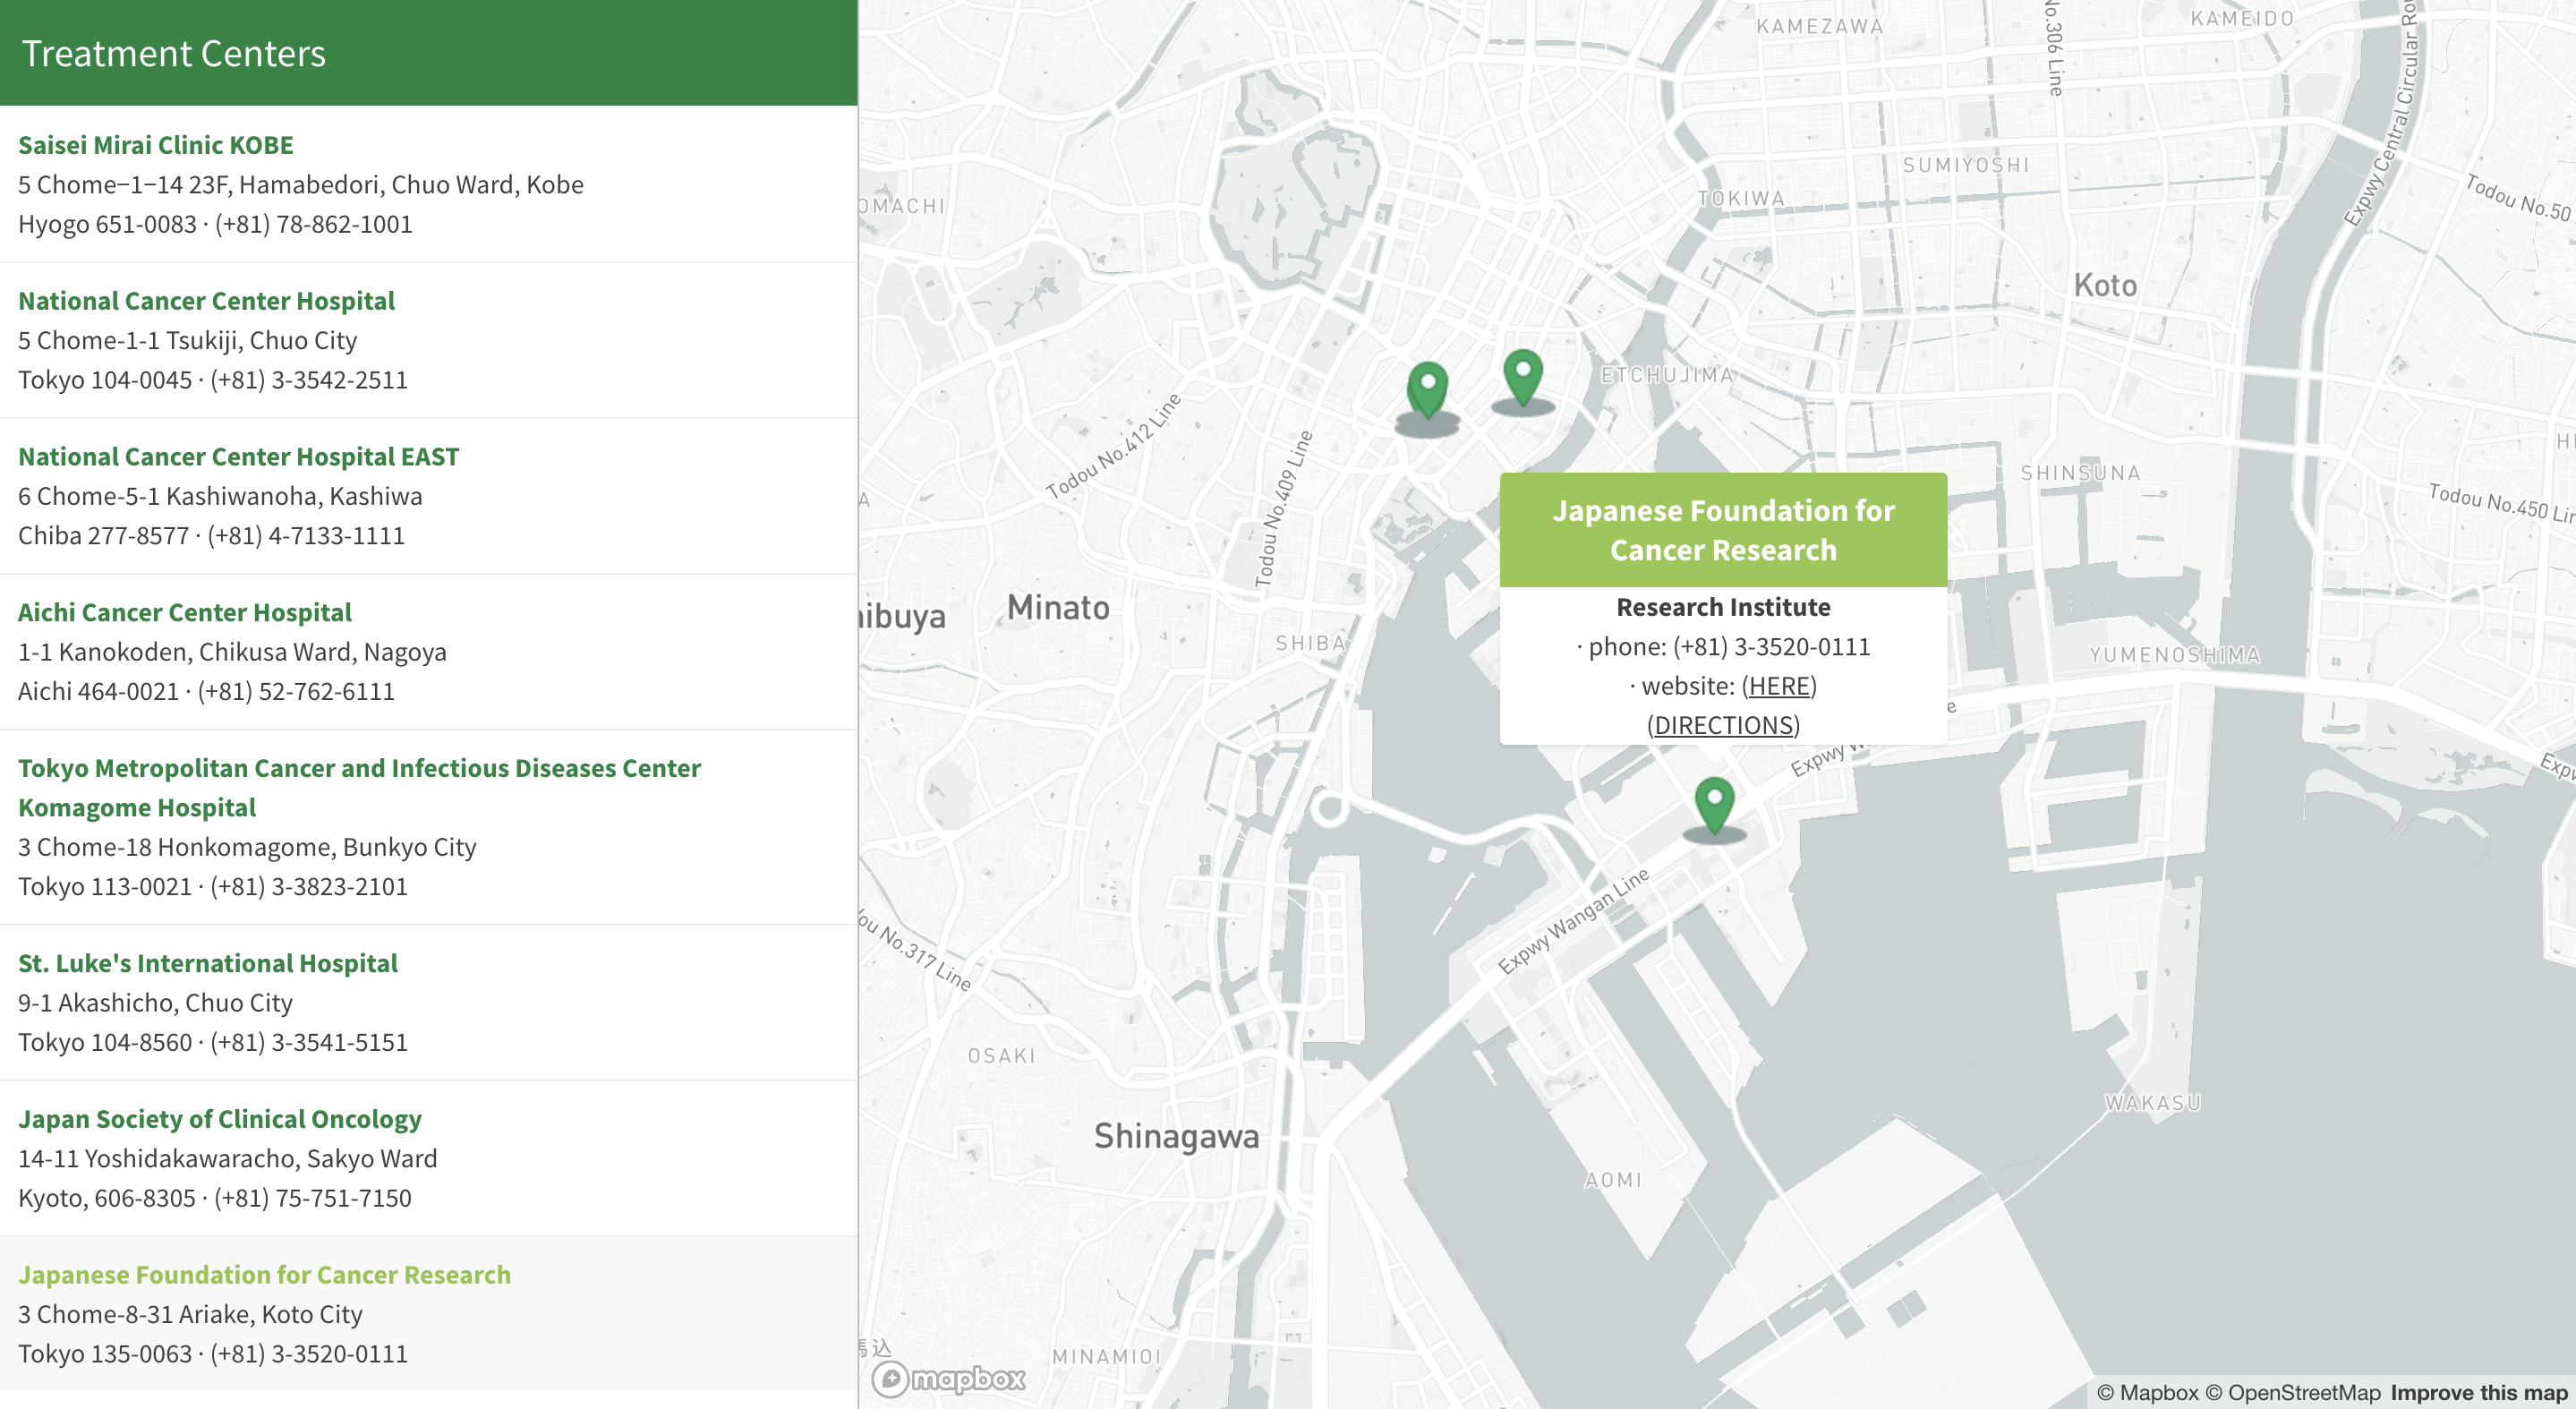 Treatment Centers
Saisei Mirai Clinic KOBE
5 Chome−1−14 23F, Hamabedori, Chuo Ward, Kobe
Hyogo 651-0083 · (+81) 78-862-1001
National Cancer Center Hospital
5 Chome-1-1 Tsukiji, Chuo City
Tokyo 104-0045 · (+81) 3-3542-2511
National Cancer Center Hospital EAST
6 Chome-5-1 Kashiwanoha, Kashiwa
Chiba 277-8577 · (+81) 4-7133-1111
Aichi Cancer Center Hospital
1-1 Kanokoden, Chikusa Ward, Nagoya
Aichi 464-0021 · (+81) 52-762-6111
Tokyo Metropolitan Cancer and Infectious Diseases Center
Komagome Hospital
3 Chome-18 Honkomagome, Bunkyo City
Tokyo 113-0021 · (+81) 3-3823-2101
St. Luke's International Hospital
9-1 Akashicho, Chuo City
Tokyo 104-8560 · (+81) 3-3541-5151
Japan Society of Clinical Oncology
14-11 Yoshidakawaracho, Sakyo Ward
Kyoto, 606-8305 · (+81) 75-751-7150
Japanese Foundation for Cancer Research
3 Chome-8-31 Ariake, Koto City
Tokyo 135-0063 · (+81) 3-3520-0111
KAMEZAWA
No.306 Line
KAMEIDO
Expwy Central Circular Rou
OMACHI
TOKIWA
SUMIYOSHI
Todou No.50
Koto
ETCHUJIMA
Todou No.412 Line
Todou No.409 Line
SHINSUNA
Todou No.450 Lin
Japanese Foundation for
Cancer Research
Research Institute
· phone: (+81) 3-3520-0111
· website: (HERE)
(DIRECTIONS)
hibuya
Minato
SHIBA
YUMENOSHIMA
Expwy W
Expw
Expwy Wangan Line
ou No.317 Line
OSAKI
WAKASU
Shinagawa
AOMI
馬込
MINAMIOI
mapbox
© Mapbox © OpenStreetMap Improve this map